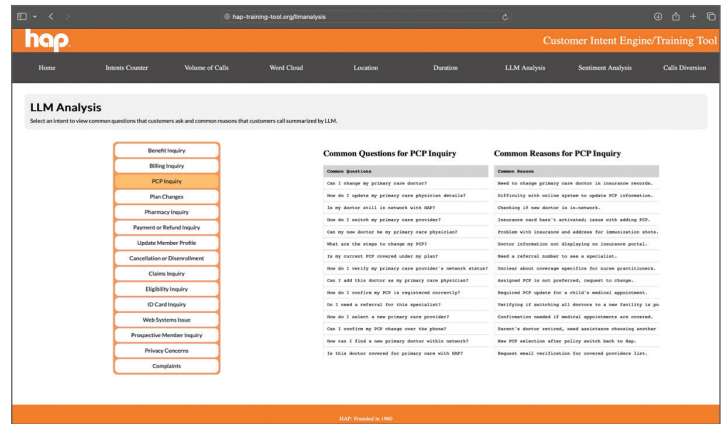 hap-training-tool.org/llmanalysis
hap
Customer Intent Engine/Training Tool
Home Intents Counter Volume of Calls Word Cloud Location Duration LLM Analysis Sentiment Analysis Calls Diversion
LLM Analysis
Select an intent to view common questions that customers ask and common reasons that customers call summarized by LLM.
Benefit Inquiry
Billing Inquiry
PCP Inquiry
Plan Changes
Pharmacy Inquiry
Payment or Refund Inquiry
Update Member Profile
Cancellation or Disenrollment
Claims Inquiry
Eligibility Inquiry
ID Card Inquiry
Web Systems Issue
Prospective Member Inquiry
Privacy Concerns
Complaints
Common Questions for PCP Inquiry
Common Questions
Can I change my primary care doctor?
How do I update my primary care physician details?
Is my doctor still in network with HAP?
How do I switch my primary care provider?
Can my new doctor be my primary care physician?
What are the steps to change my PCP?
Is my current PCP covered under my plan?
How do I verify my primary care provider's network status?
Can I add this doctor as my primary care physician?
How do I confirm my PCP is registered correctly?
Do I need a referral for this specialist?
How do I select a new primary care provider?
Can I confirm my PCP change over the phone?
How can I find a new primary doctor within network?
Is this doctor covered for primary care with HAP?
Common Reasons for PCP Inquiry
Common Reason
Need to change primary care doctor in insurance records.
Difficulty with online system to update PCP information.
Checking if new doctor is in-network.
Insurance card hasn't activated; issue with adding PCP.
Problem with insurance and address for immunization shots.
Doctor information not displaying on insurance portal.
Need a referral number to see a specialist.
Unclear about coverage specifics for nurse practitioners.
Assigned PCP is not preferred, request to change.
Required PCP update for a child's medical appointment.
Verifying if switching all doctors to a new facility is po
Confirmation needed if medical appointments are covered.
Parent's doctor retired, need assistance choosing another
New PCP selection after policy switch back to Hap.
Request email verification for covered providers list.
HAP: Founded in 1960